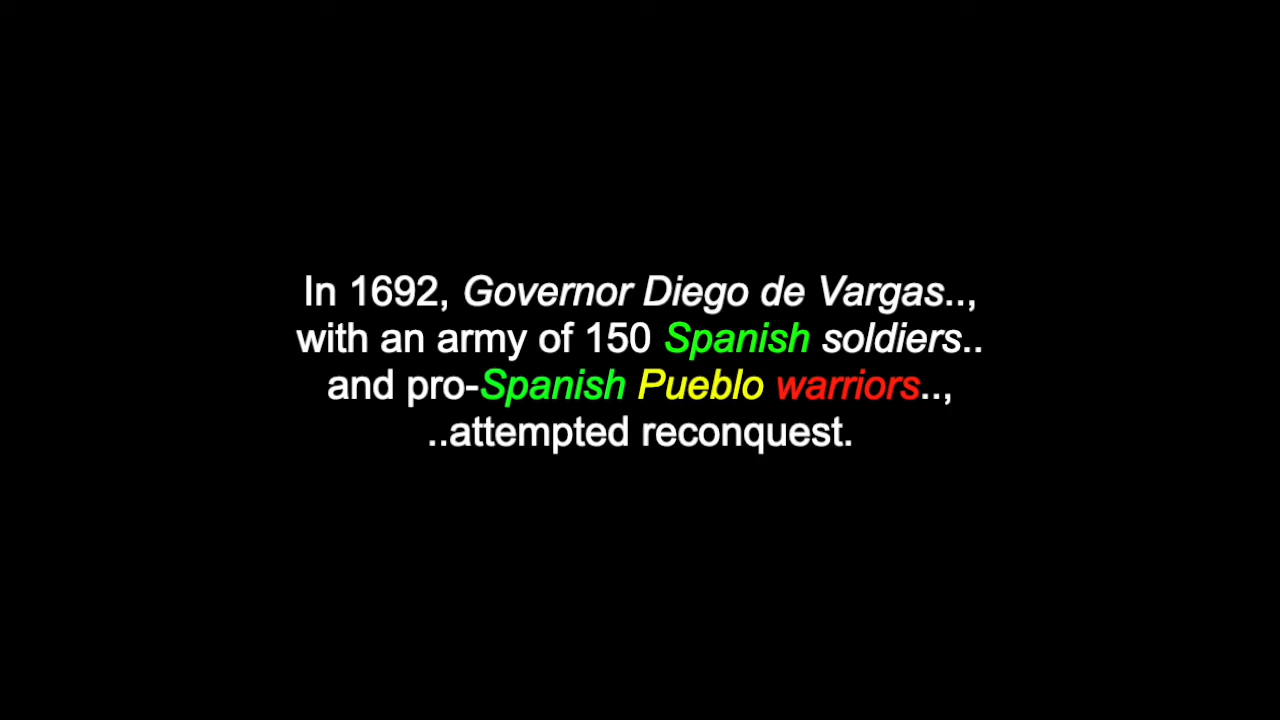 In 1692, Governor Diego de Vargas..,
with an army of 150 Spanish soldiers..
and pro-Spanish Pueblo warriors..,
..attempted reconquest.